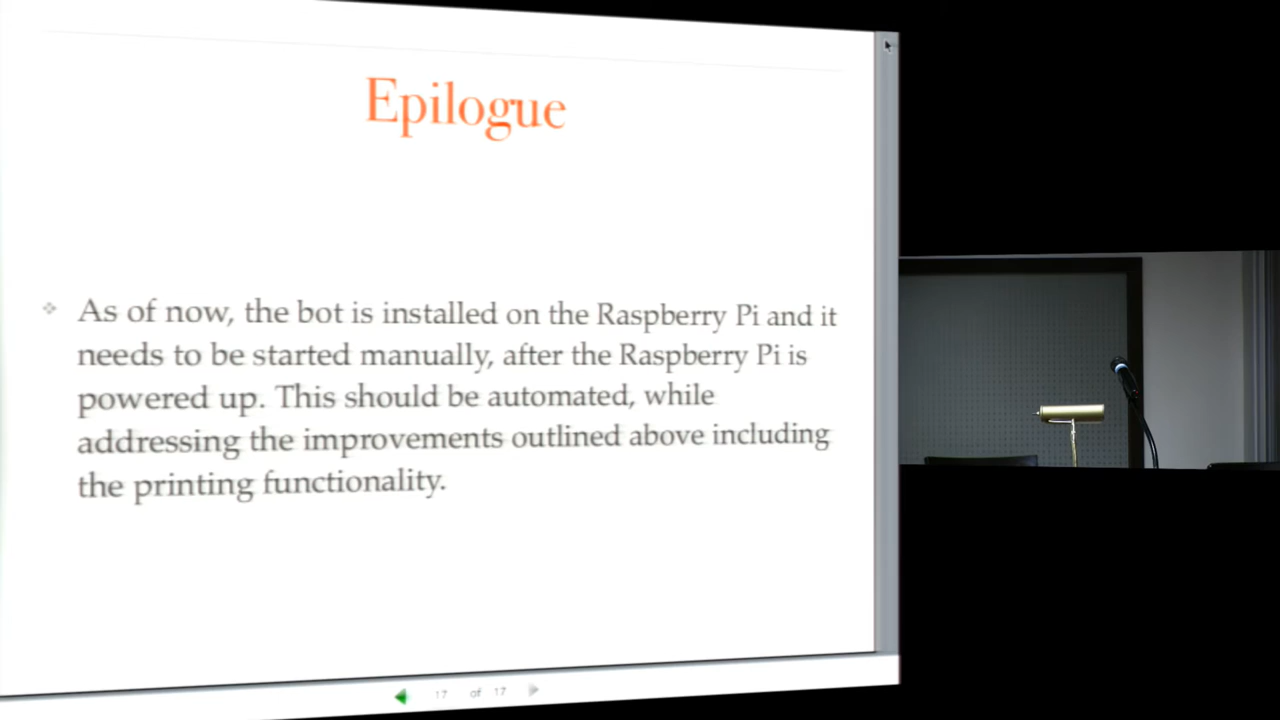 Epilogue
As of now, the bot is installed on the Raspberry Pi and it
needs to be started manually, after the Raspberry Pi is
powered up. This should be automated, while
addressing the improvements outlined above including
the printing functionality.
17 of 17